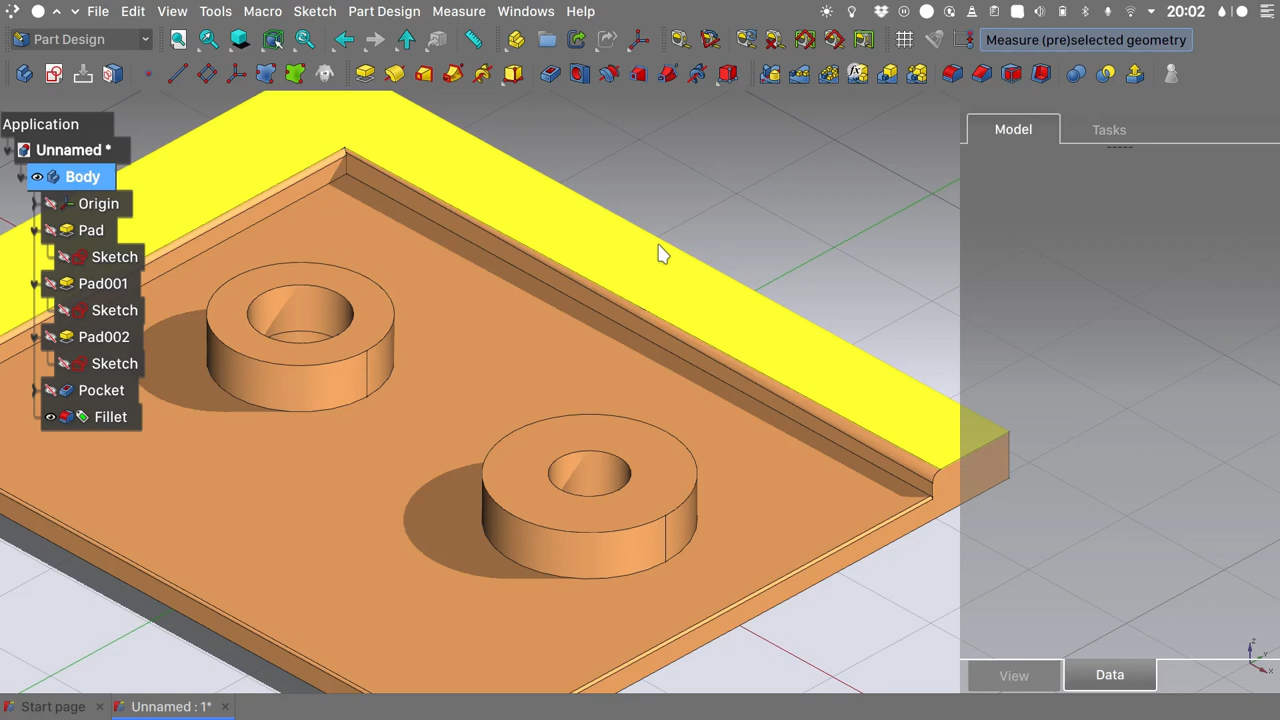 File Edit View Tools Macro Sketch Part Design Measure Windows Help 20:02
Part Design
Measure (pre)selected geometry
Application
Unnamed *
Body
Origin
Pad
Sketch
Pad001
Sketch
Pad002
Sketch
Pocket
Fillet
Model Tasks
View Data
Start page
Unnamed : 1*